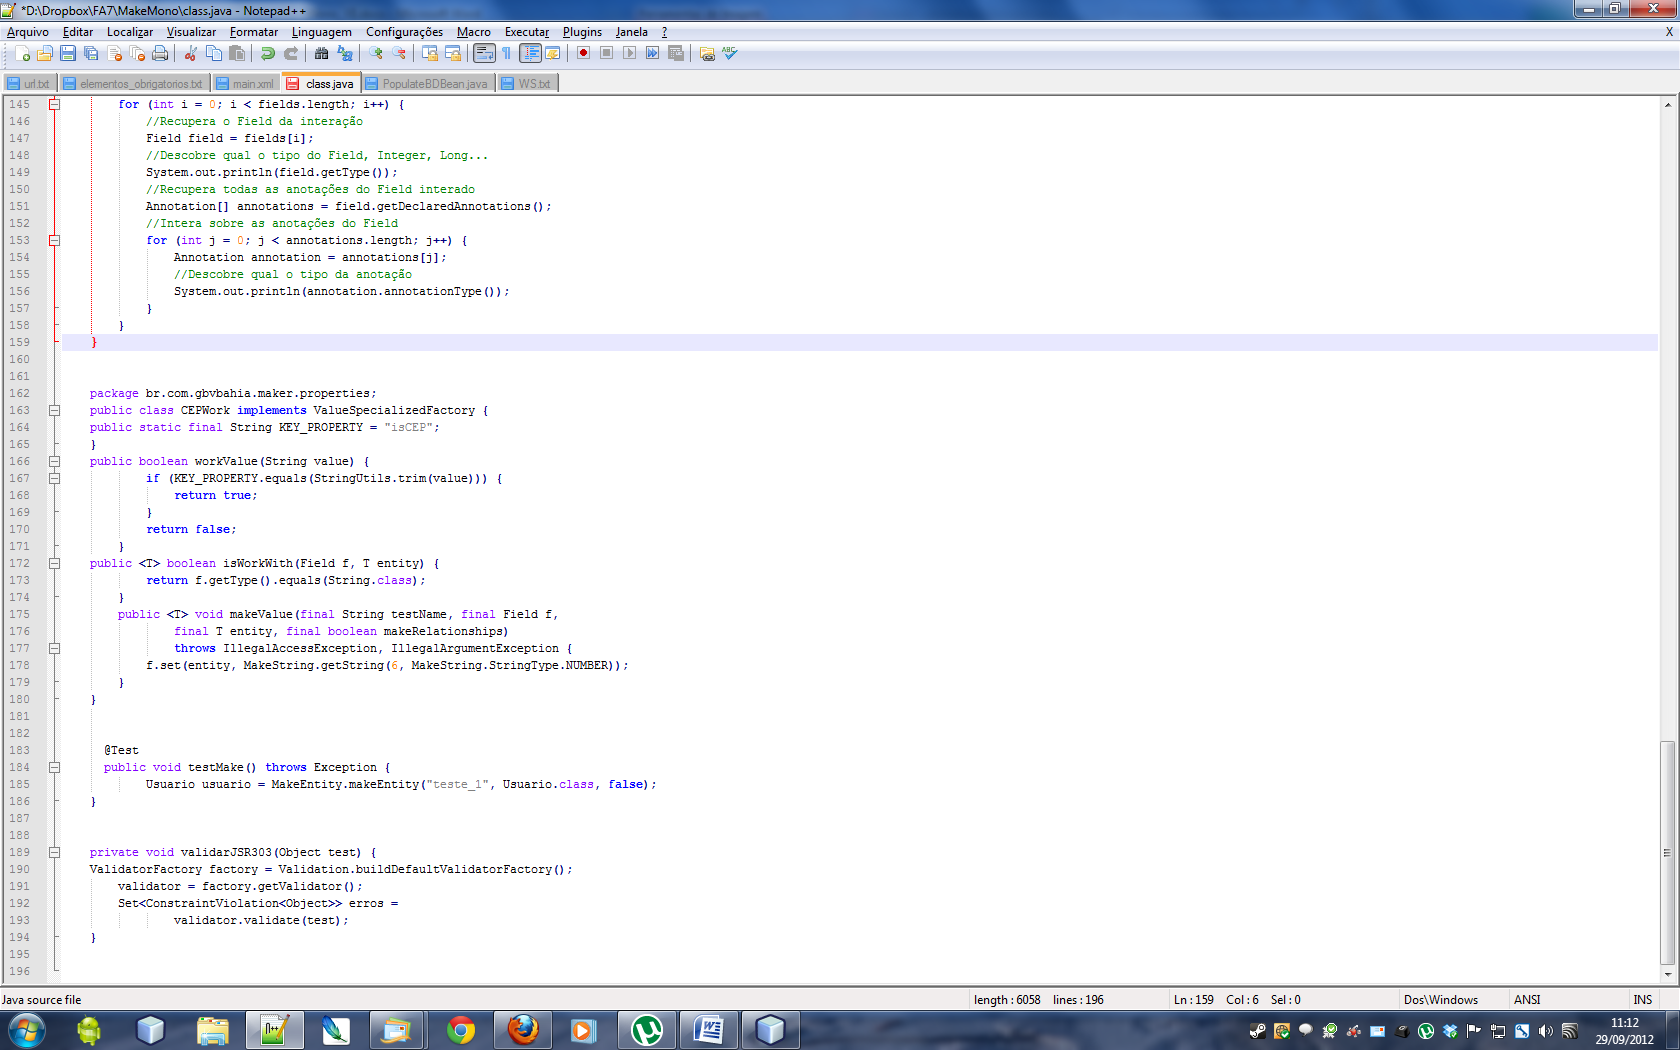 *D:\Dropbox\FA7\MakeMono\class.java - Notepad++
Arquivo Editar Localizar Visualizar Formatar Linguagem Configurações Macro Executar Plugins Janela ? X
url.txt elementos_obrigatorios.txt main.xml class.java PopulateBDBean.java WS.txt
145 for (int i = 0; i < fields.length; i++) {
146 //Recupera o Field da interação
147 Field field = fields[i];
148 //Descobre qual o tipo do Field, Integer, Long...
149 System.out.println(field.getType());
150 //Recupera todas as anotações do Field interado
151 Annotation[] annotations = field.getDeclaredAnnotations();
152 //Intera sobre as anotações do Field
153 for (int j = 0; j < annotations.length; j++) {
154 Annotation annotation = annotations[j];
155 //Descobre qual o tipo da anotação
156 System.out.println(annotation.annotationType());
157 }
158 }
159 }
160
161
162 package br.com.gbvbahia.maker.properties;
163 public class CEPWork implements ValueSpecializedFactory {
164 public static final String KEY_PROPERTY = "isCEP";
165 }
166 public boolean workValue(String value) {
167 if (KEY_PROPERTY.equals(StringUtils.trim(value))) {
168 return true;
169 }
170 return false;
171 }
172 public <T> boolean isWorkWith(Field f, T entity) {
173 return f.getType().equals(String.class);
174 }
175 public <T> void makeValue(final String testName, final Field f,
176 final T entity, final boolean makeRelationships)
177 throws IllegalAccessException, IllegalArgumentException {
178 f.set(entity, MakeString.getString(6, MakeString.StringType.NUMBER));
179 }
180 }
181
182
183 @Test
184 public void testMake() throws Exception {
185 Usuario usuario = MakeEntity.makeEntity("teste_1", Usuario.class, false);
186 }
187
188
189 private void validarJSR303(Object test) {
190 ValidatorFactory factory = Validation.buildDefaultValidatorFactory();
191 validator = factory.getValidator();
192 Set<ConstraintViolation<Object>> erros =
193 validator.validate(test);
194 }
195
196
Java source file length : 6058 lines : 196 Ln : 159 Col : 6 Sel : 0 Dos\Windows ANSI INS
11:12
29/09/2012